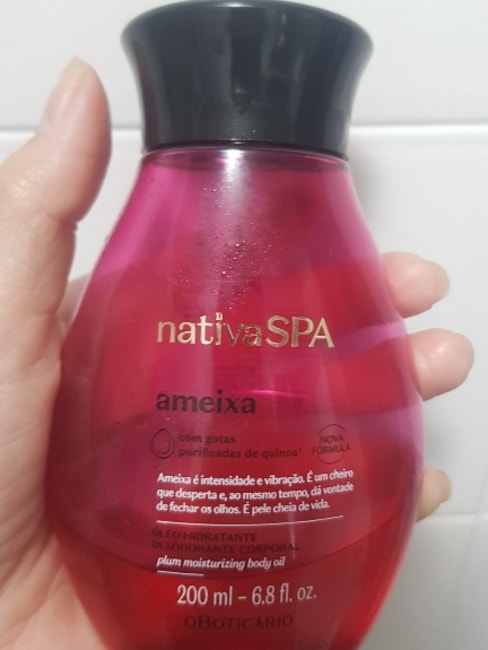 nativaSPA
ameixa
com gotas
purificadas de quinoa¹
NOVA
FÓRMULA
Ameixa é intensidade e vibração. É um cheiro
que desperta e, ao mesmo tempo, dá vontade
de fechar os olhos. É pele cheia de vida.
ÓLEO HIDRATANTE
DESODORANTE CORPORAL
plum moisturizing body oil
200 ml – 6.8 fl. oz.
oBOTICÁRIO